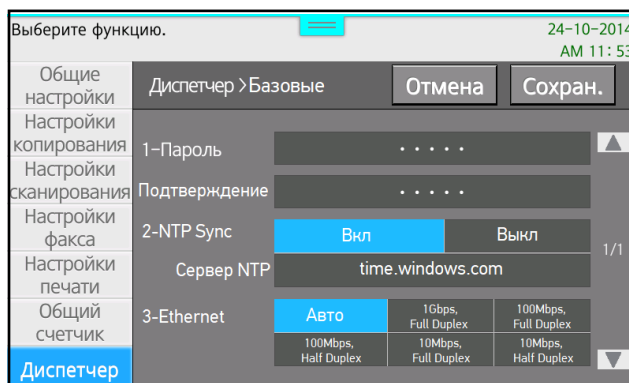 Выберите функцию.
24-10-2014
AM 11:53
Общие
настройки
Настройки
копирования
Настройки
сканирования
Настройки
факса
Настройки
печати
Общий
счетчик
Диспетчер
Диспетчер >Базовые
Отмена
Сохран.
1-Пароль
• • • • •
Подтверждение
• • • • •
2-NTP Sync
Вкл
Выкл
Сервер NTP
time.windows.com
1/1
3-Ethernet
Авто
1Gbps,
Full Duplex
100Mbps,
Full Duplex
100Mbps,
Half Duplex
10Mbps,
Full Duplex
10Mbps,
Half Duplex